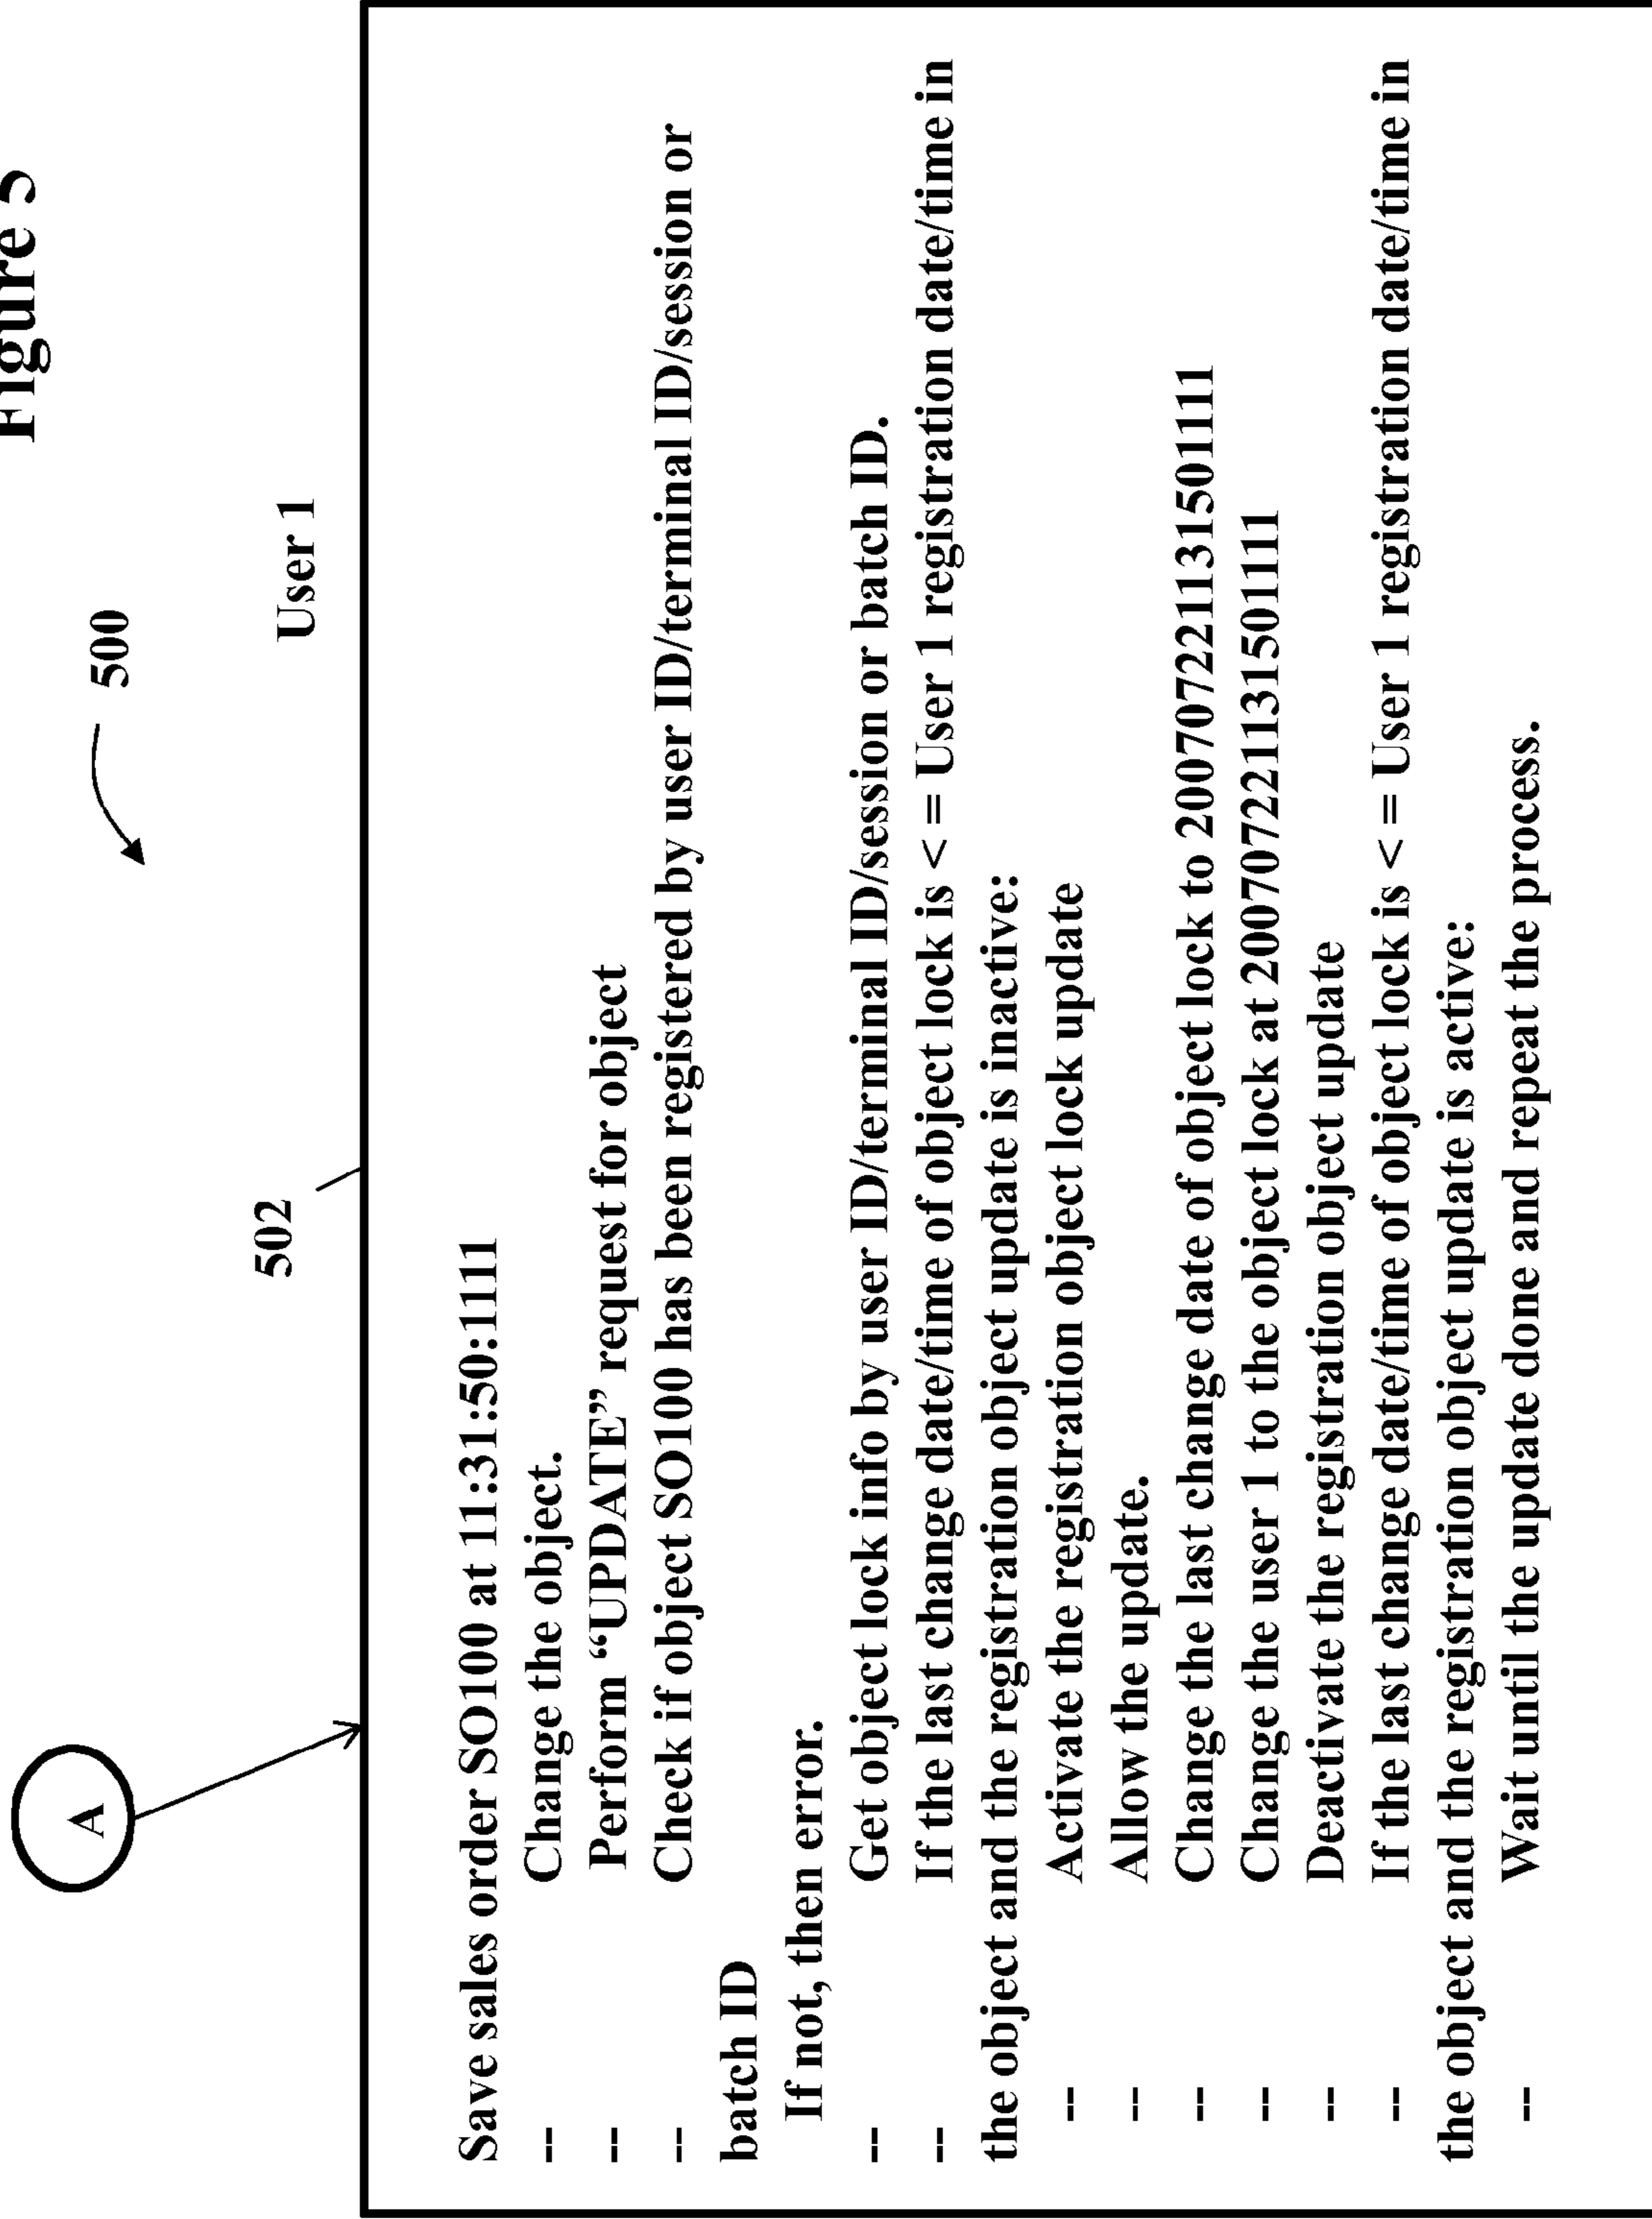 Figure 5
500
A
User 1
502
Save sales order SO100 at 11:31:50:1111
-- Change the object.
-- Perform “UPDATE” request for object
-- Check if object SO100 has been registered by user ID/terminal ID/session or
batch ID
If not, then error.
-- Get object lock info by user ID/terminal ID/session or batch ID.
-- If the last change date/time of object lock is < = User 1 registration date/time in
the object and the registration object update is inactive:
-- Activate the registration object lock update
-- Allow the update.
-- Change the last change date of object lock to 200707221131501111
-- Change the user 1 to the object lock at 200707221131501111
-- Deactivate the registration object update
-- If the last change date/time of object lock is < = User 1 registration date/time in
the object and the registration object update is active:
-- Wait until the update done and repeat the process.